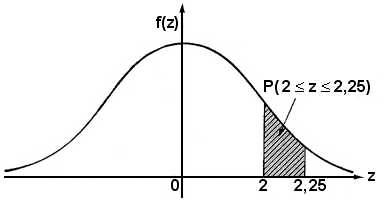 f(z)
P( 2 ≤ z ≤ 2,25)
0 2 2,25 z